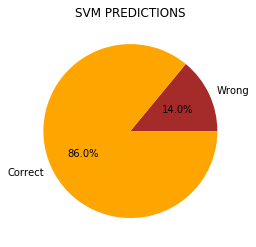 SVM PREDICTIONS
Wrong
14.0%
86.0%
Correct